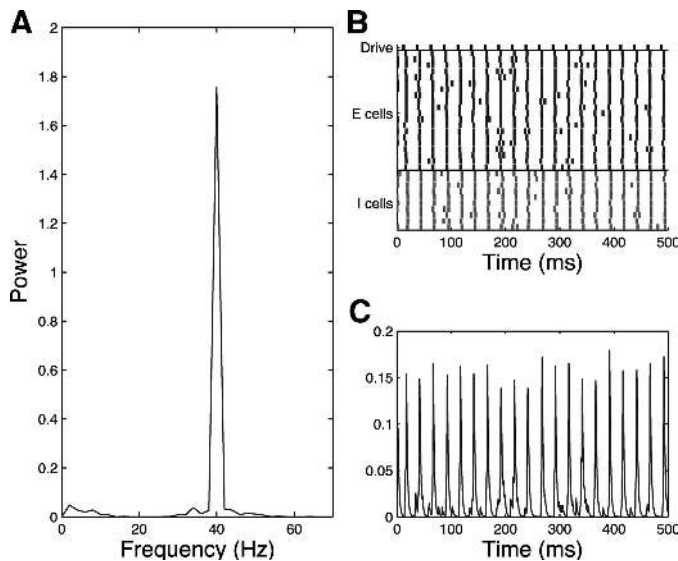 A
2
1.8
1.6
1.4
1.2
1
0.8
0.6
0.4
0.2
0
Power
0 20 40 60
Frequency (Hz)
B
Drive
E cells
I cells
0 100 200 300 400 500
Time (ms)
C
0.2
0.15
0.1
0.05
0
0 100 200 300 400 500
Time (ms)